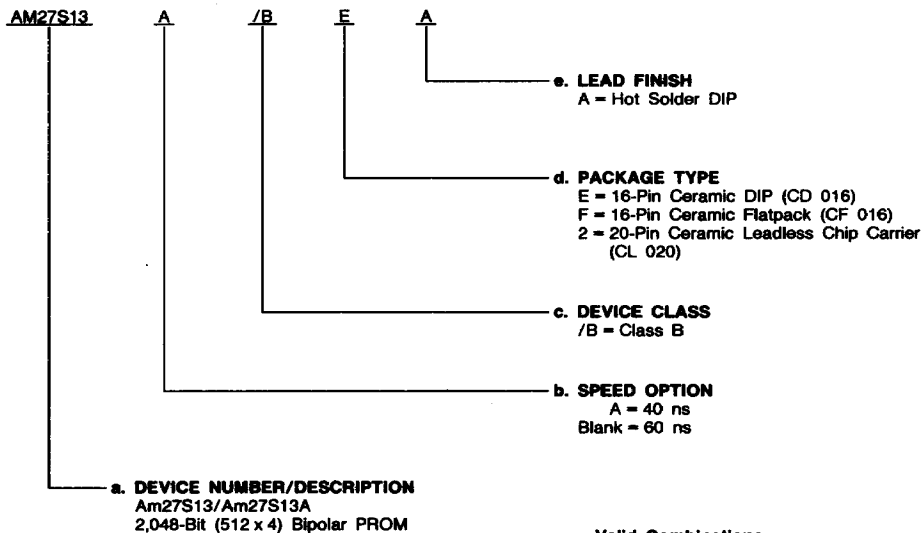 AM27S13 A /B E A
e. LEAD FINISH
A = Hot Solder DIP
d. PACKAGE TYPE
E = 16-Pin Ceramic DIP (CD 016)
F = 16-Pin Ceramic Flatpack (CF 016)
2 = 20-Pin Ceramic Leadless Chip Carrier
(CL 020)
c. DEVICE CLASS
/B = Class B
b. SPEED OPTION
A = 40 ns
Blank = 60 ns
a. DEVICE NUMBER/DESCRIPTION
Am27S13/Am27S13A
2,048-Bit (512 x 4) Bipolar PROM
Valid Combinations